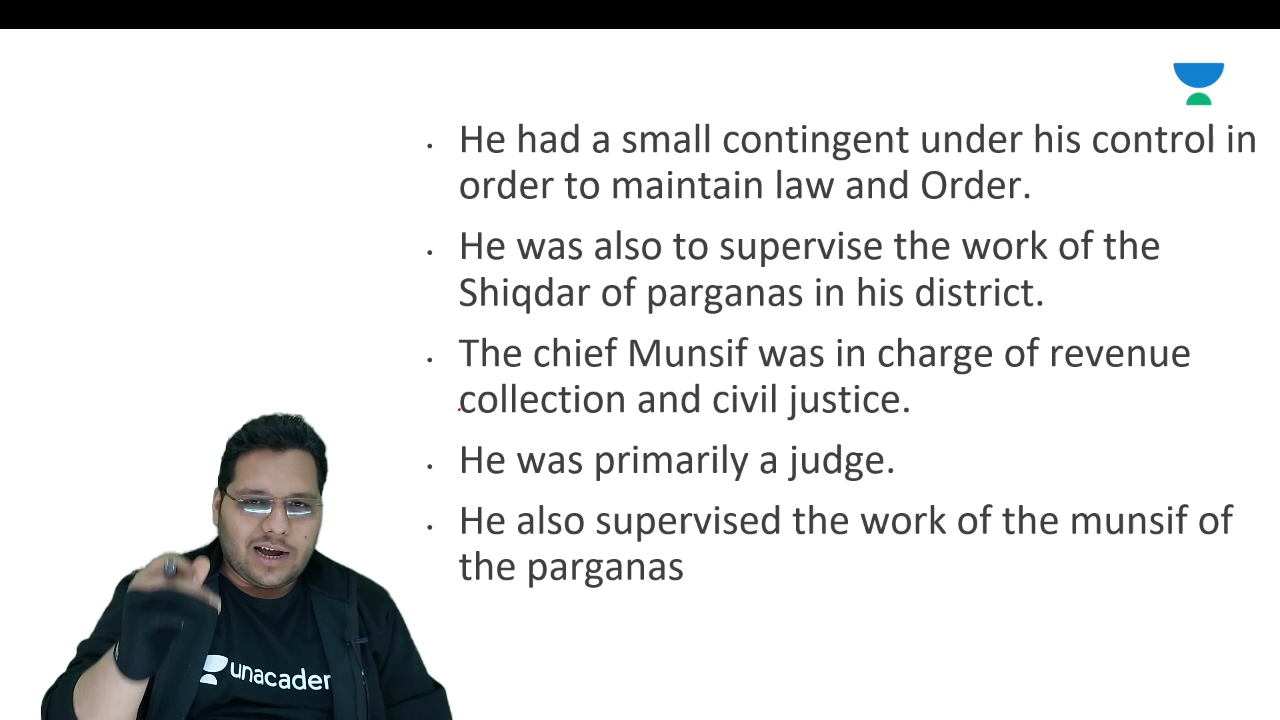 He had a small contingent under his control in
order to maintain law and Order.
He was also to supervise the work of the
Shiqdar of parganas in his district.
The chief Munsif was in charge of revenue
collection and civil justice.
He was primarily a judge.
He also supervised the work of the munsif of
the parganas
unacader